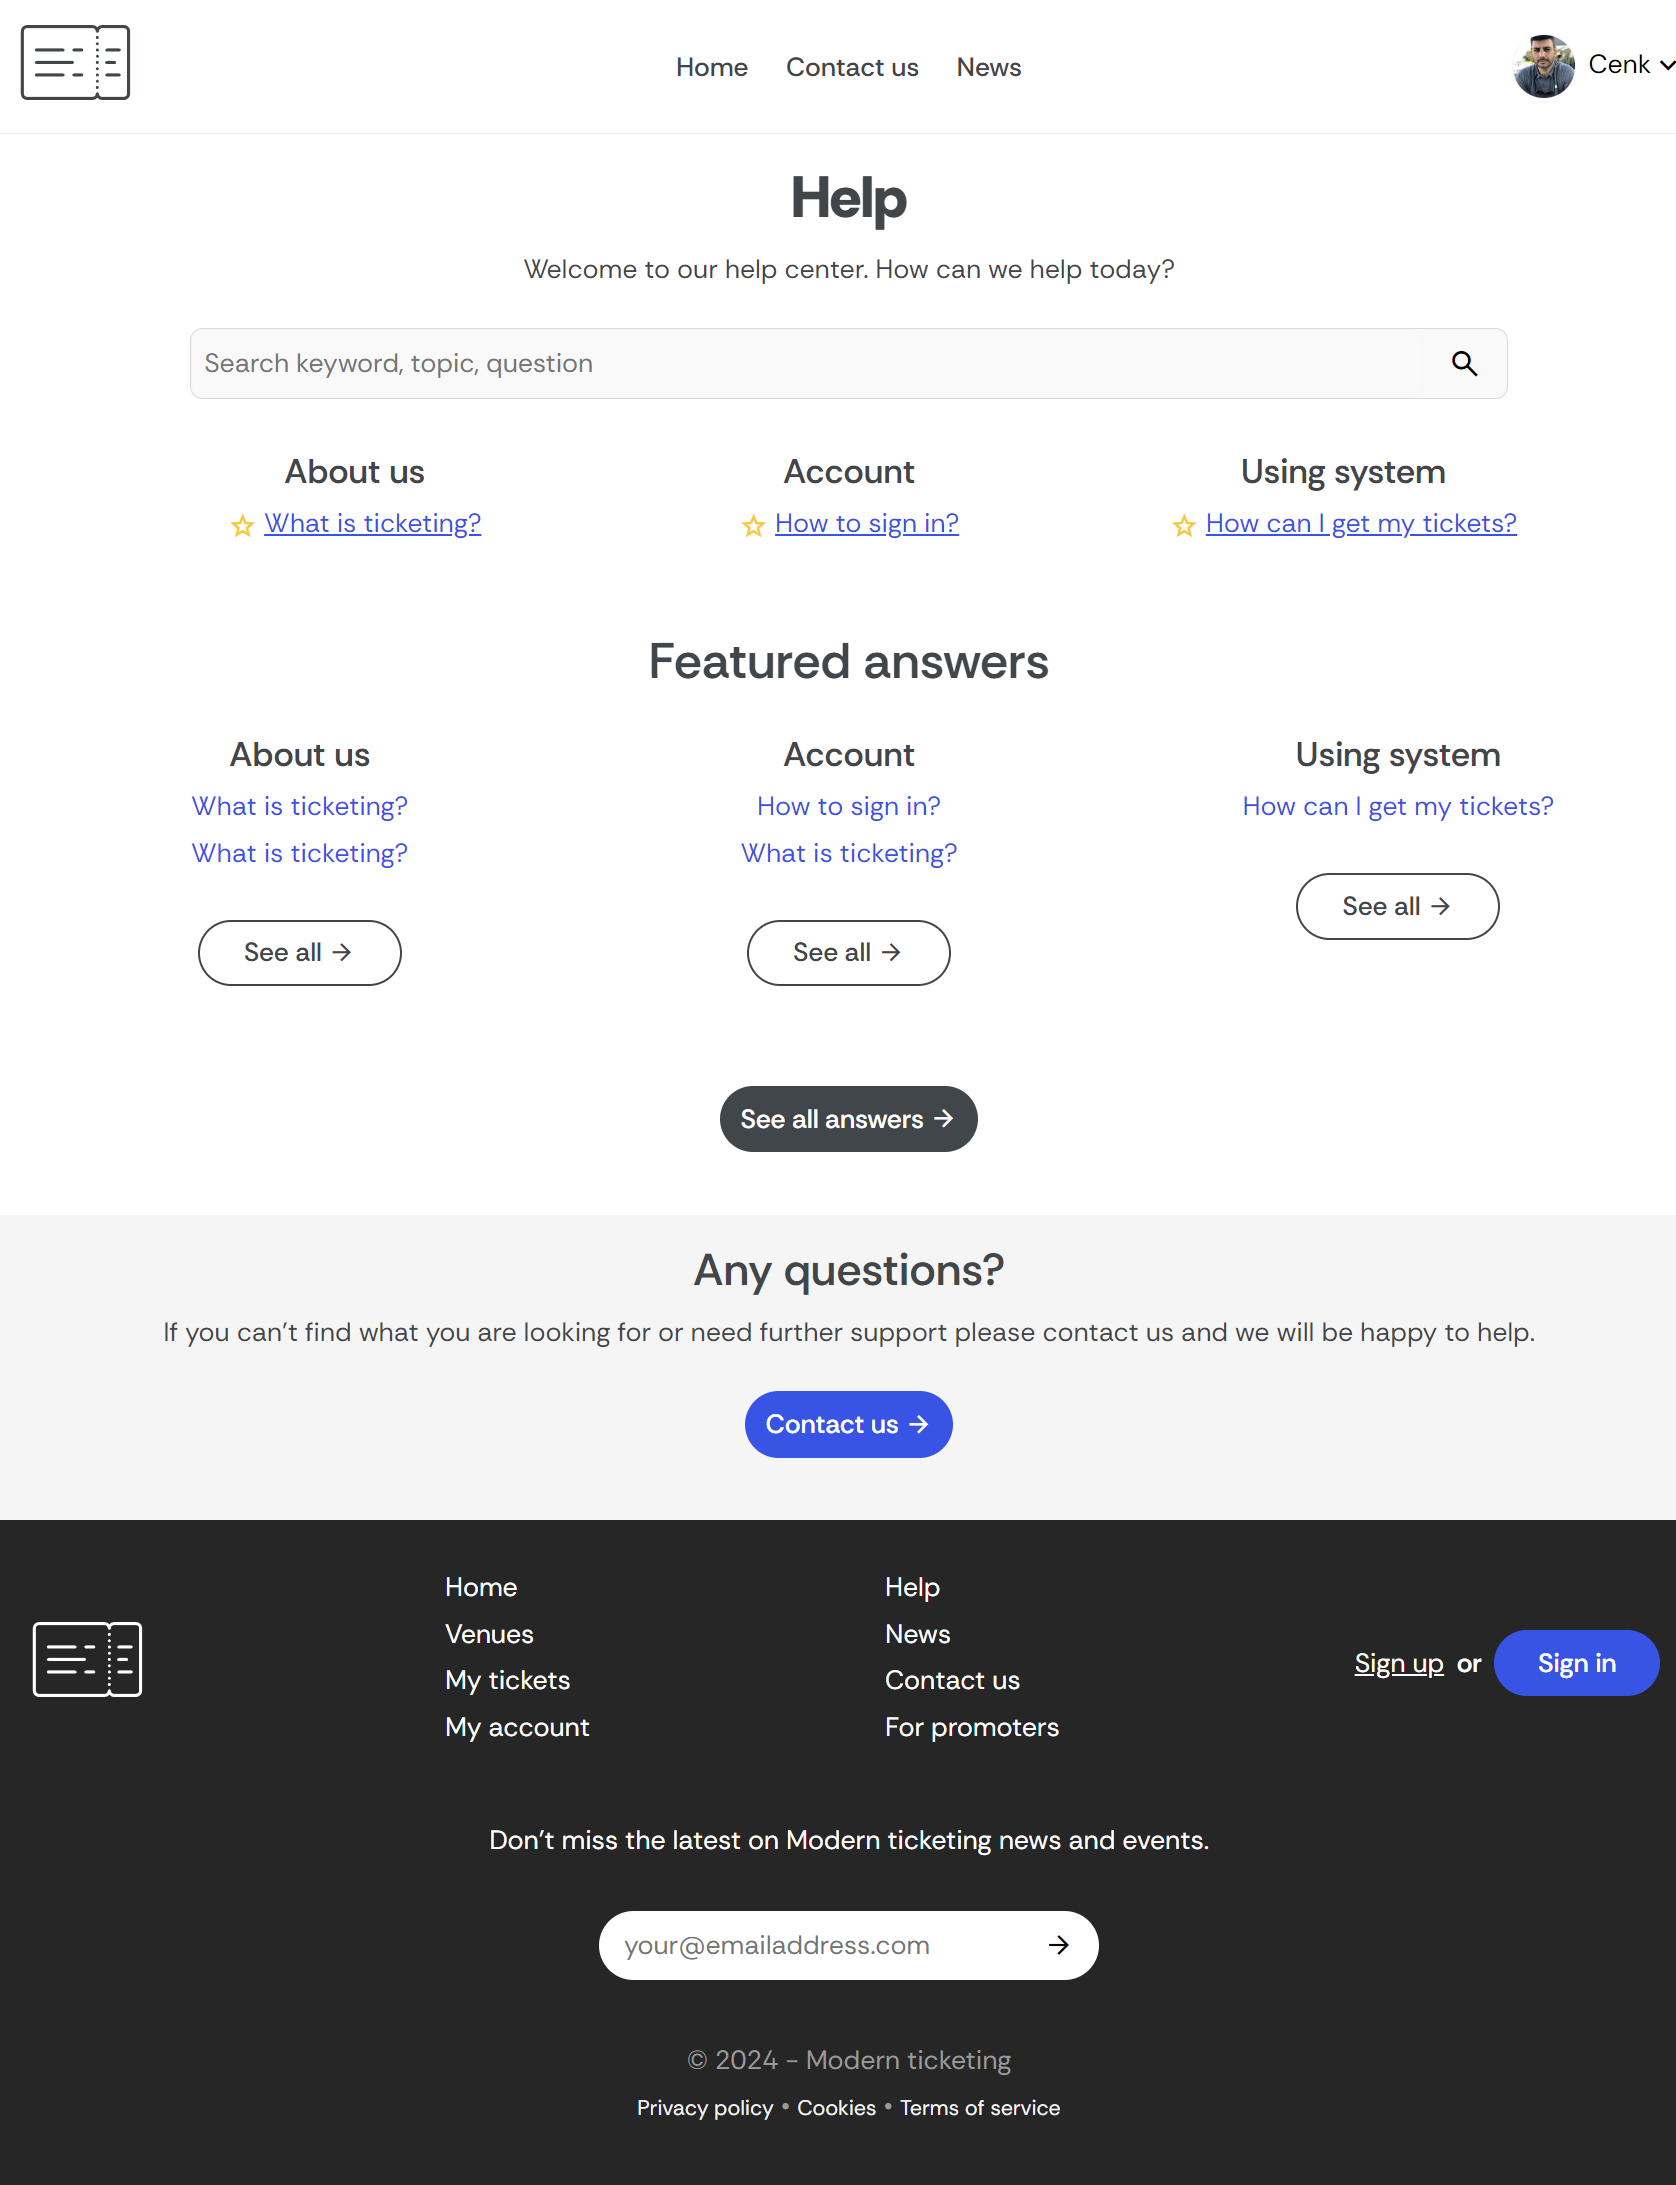 Home Contact us News Cenk
Help
Welcome to our help center. How can we help today?
Search keyword, topic, question
About us Account Using system
What is ticketing? How to sign in? How can I get my tickets?
Featured answers
About us Account Using system
What is ticketing? How to sign in? How can I get my tickets?
What is ticketing? What is ticketing?
See all →
See all → See all →
See all answers →
Any questions?
If you can't find what you are looking for or need further support please contact us and we will be happy to help.
Contact us →
Home Help
Venues News
Sign up or Sign in
My tickets Contact us
My account For promoters
Don't miss the latest on Modern ticketing news and events.
your@emailaddress.com →
© 2024 - Modern ticketing
Privacy policy • Cookies • Terms of service